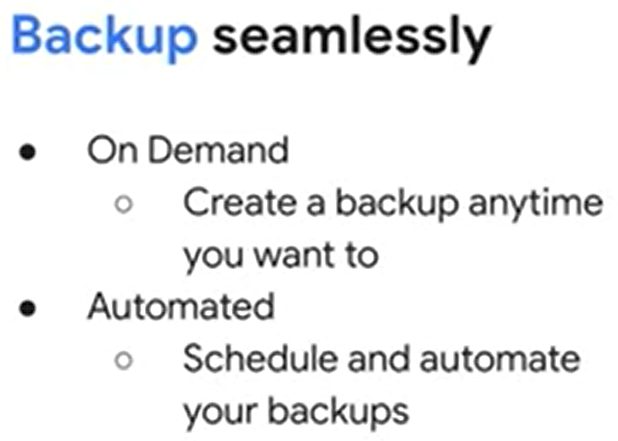 Backup seamlessly
● On Demand
○ Create a backup anytime
you want to
● Automated
○ Schedule and automate
your backups